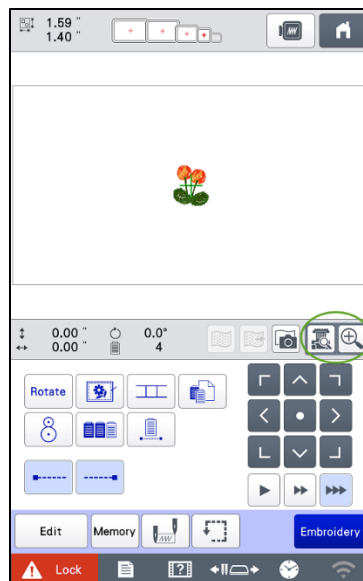 1.59 "
1.40 "
0.00 " 0.0°
0.00 " 4
Rotate
Edit Memory Embroidery
Lock